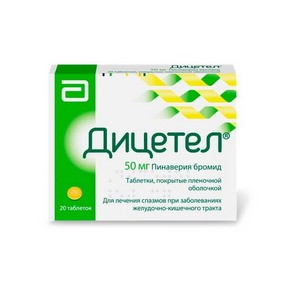 Дицетел®
50 мг Пинаверия бромид
Таблетки, покрытые пленочной
оболочкой
Для лечения спазмов при заболеваниях
желудочно-кишечного тракта
20 таблеток